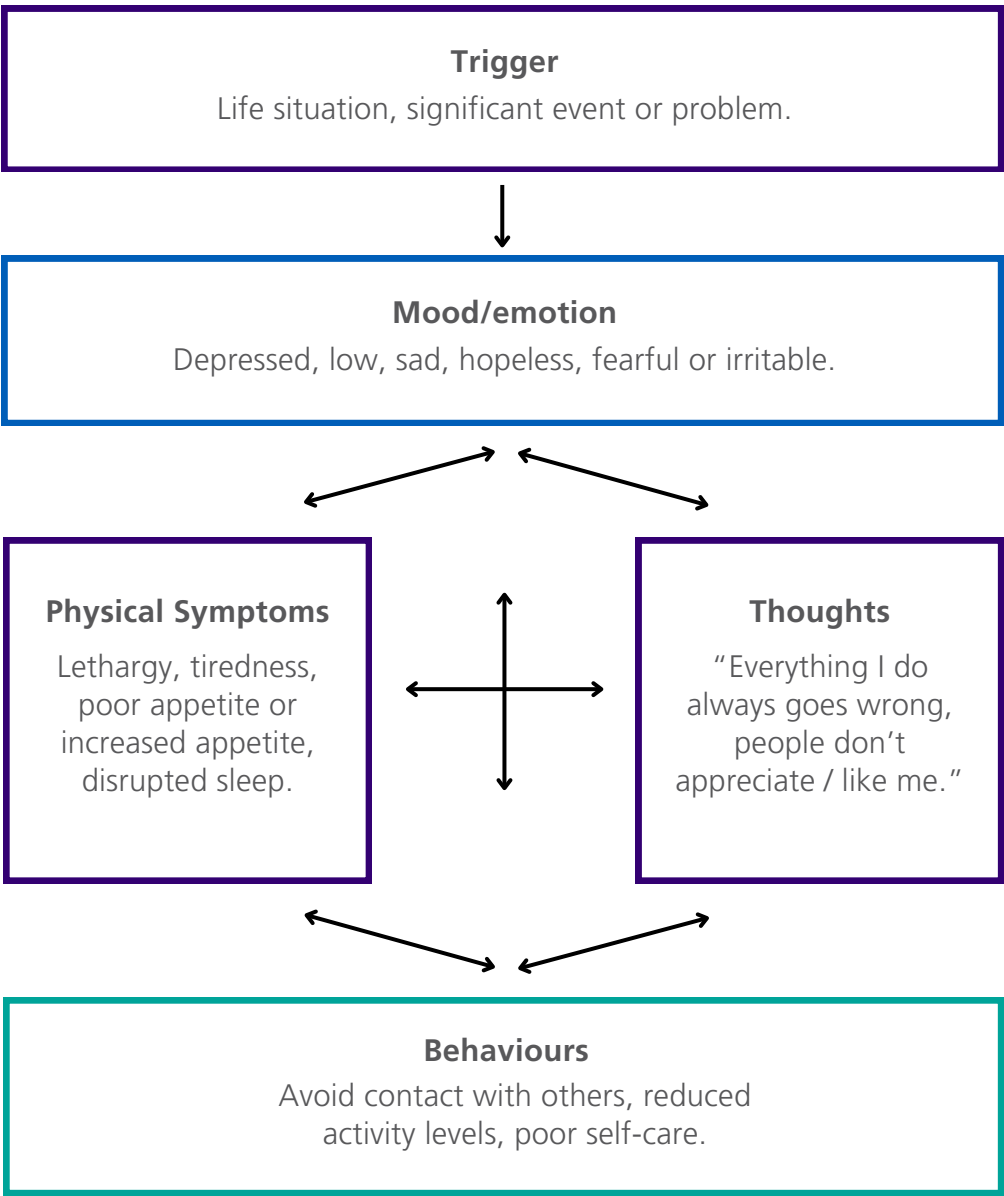 Trigger
Life situation, significant event or problem.
Mood/emotion
Depressed, low, sad, hopeless, fearful or irritable.
Physical Symptoms
Lethargy, tiredness,
poor appetite or
increased appetite,
disrupted sleep.
Thoughts
“Everything I do
always goes wrong,
people don’t
appreciate / like me.”
Behaviours
Avoid contact with others, reduced
activity levels, poor self-care.